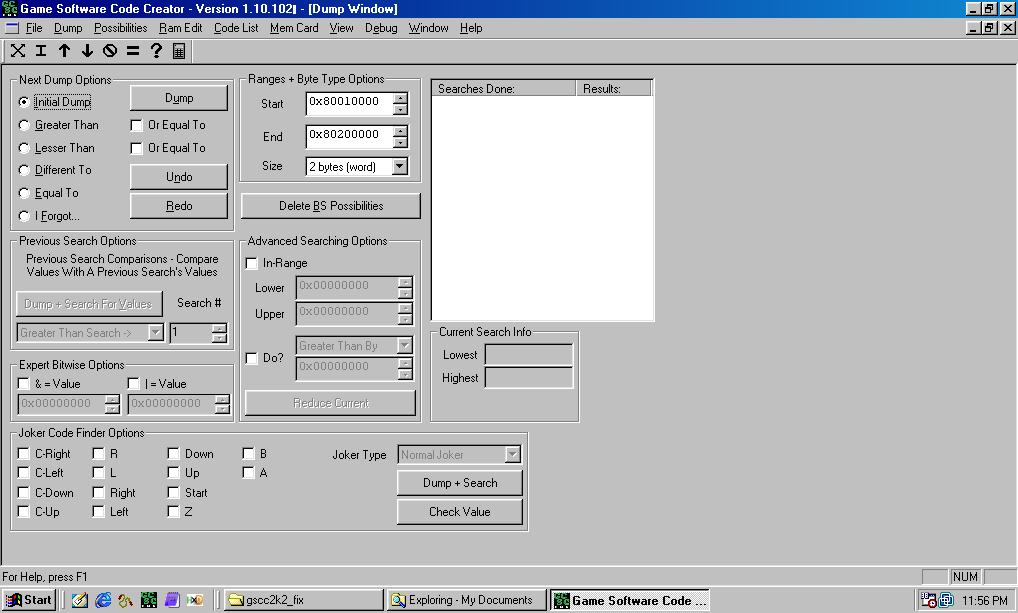 Game Software Code Creator - Version 1.10.102 - [Dump Window]
File Dump Possibilities Ram Edit Code List Mem Card View Debug Window Help
Next Dump Options
Initial Dump
Dump
Greater Than
Or Equal To
Lesser Than
Or Equal To
Different To
Undo
Equal To
Redo
I Forgot...
Ranges + Byte Type Options
Start 0x80010000
End 0x80200000
Size 2 bytes (word)
Delete BS Possibilities
Searches Done: Results:
Previous Search Options
Previous Search Comparisons - Compare
Values With A Previous Search's Values
Dump + Search For Values Search #
Greater Than Search -> 1
Advanced Searching Options
In-Range
Lower 0x00000000
Upper 0x00000000
Greater Than By
Do?
0x00000000
Reduce Current
Current Search Info
Lowest
Highest
Expert Bitwise Options
& = Value | = Value
0x00000000 0x00000000
Joker Code Finder Options
C-Right R Down B
C-Left L Up A
C-Down Right Start
C-Up Left Z
Joker Type Normal Joker
Dump + Search
Check Value
For Help, press F1
NUM
Start gscc2k2_fix Exploring - My Documents Game Software Code ... 11:56 PM